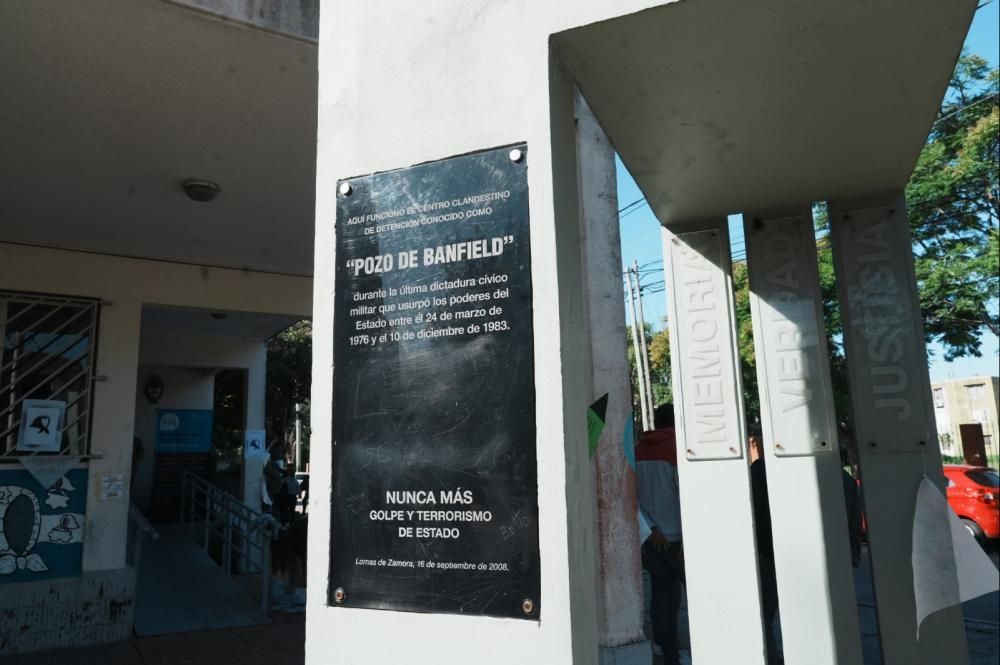 AQUÍ FUNCIONÓ EL CENTRO CLANDESTINO
DE DETENCIÓN CONOCIDO COMO
“POZO DE BANFIELD”
durante la última dictadura cívico
militar que usurpó los poderes del
Estado entre el 24 de marzo de
1976 y el 10 de diciembre de 1983.
NUNCA MÁS
GOLPE Y TERRORISMO
DE ESTADO
Lomas de Zamora, 16 de septiembre de 2008.
MEMORIA
VERDAD
JUSTICIA